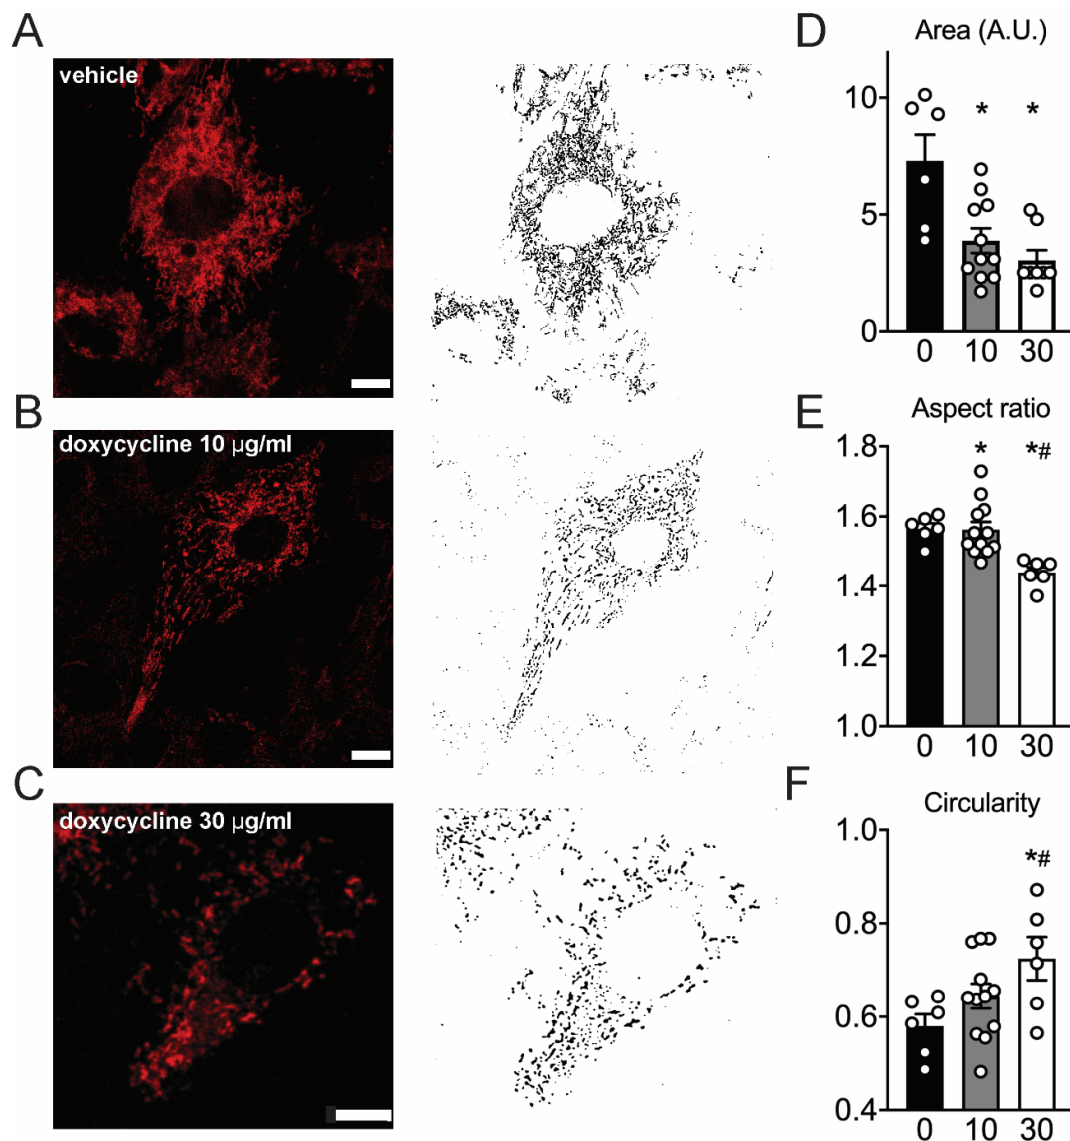 A
vehicle
B
doxycycline 10 µg/ml
C
doxycycline 30 µg/ml
D
Area (A.U.)
10
5
0
* *
0 10 30
E
Aspect ratio
1.8
1.6
1.4
1.2
1.0
* *#
0 10 30
F
Circularity
1.0
0.8
0.6
0.4
*#
0 10 30